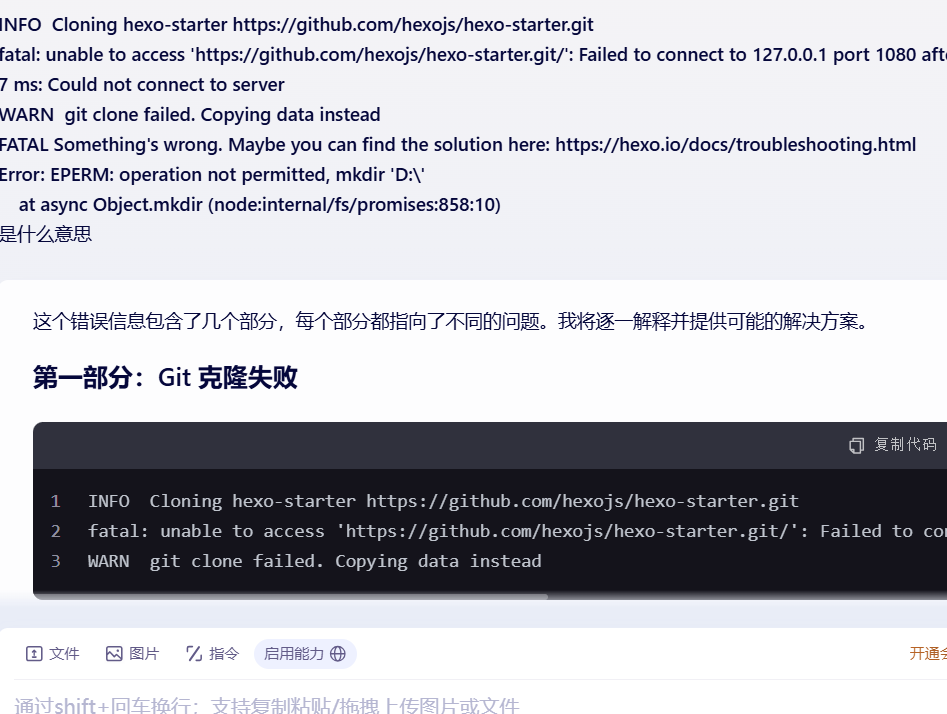 INFO  Cloning hexo-starter https://github.com/hexojs/hexo-starter.git
fatal: unable to access 'https://github.com/hexojs/hexo-starter.git/': Failed to connect to 127.0.0.1 port 1080
7 ms: Could not connect to server
WARN  git clone failed. Copying data instead
FATAL Something's wrong. Maybe you can find the solution here: https://hexo.io/docs/troubleshooting.html
Error: EPERM: operation not permitted, mkdir 'D:\'
    at async Object.mkdir (node:internal/fs/promises:858:10)
是什么意思
这个错误信息包含了几个部分，每个部分都指向了不同的问题。我将逐一解释并提供可能的解决方案。
第一部分：Git 克隆失败
复制代码
1 INFO  Cloning hexo-starter https://github.com/hexojs/hexo-starter.git
2 fatal: unable to access 'https://github.com/hexojs/hexo-starter.git/': Failed to
3 WARN  git clone failed. Copying data instead
文件 图片 指令 启用能力 开通
通过shift+回车换行；支持复制粘贴/拖拽上传图片或文件